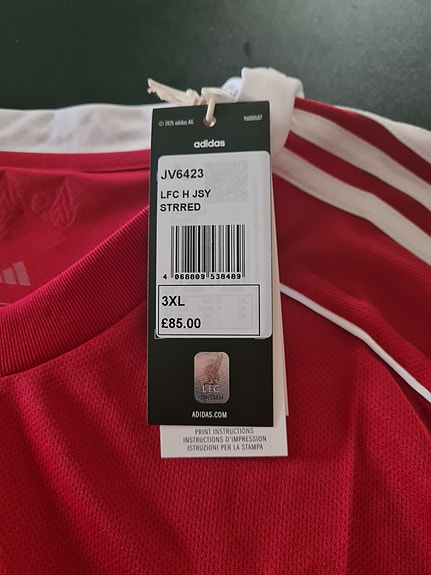 © 2025 adidas AG
96000587
adidas
JV6423
LFC H JSY
STRRED
4 068809 538489
3XL
£85.00
LFC
ADIDAS.COM
PRINT INSTRUCTIONS
INSTRUCTIONS D'IMPRESSION
ISTRUZIONI PER LA STAMPA